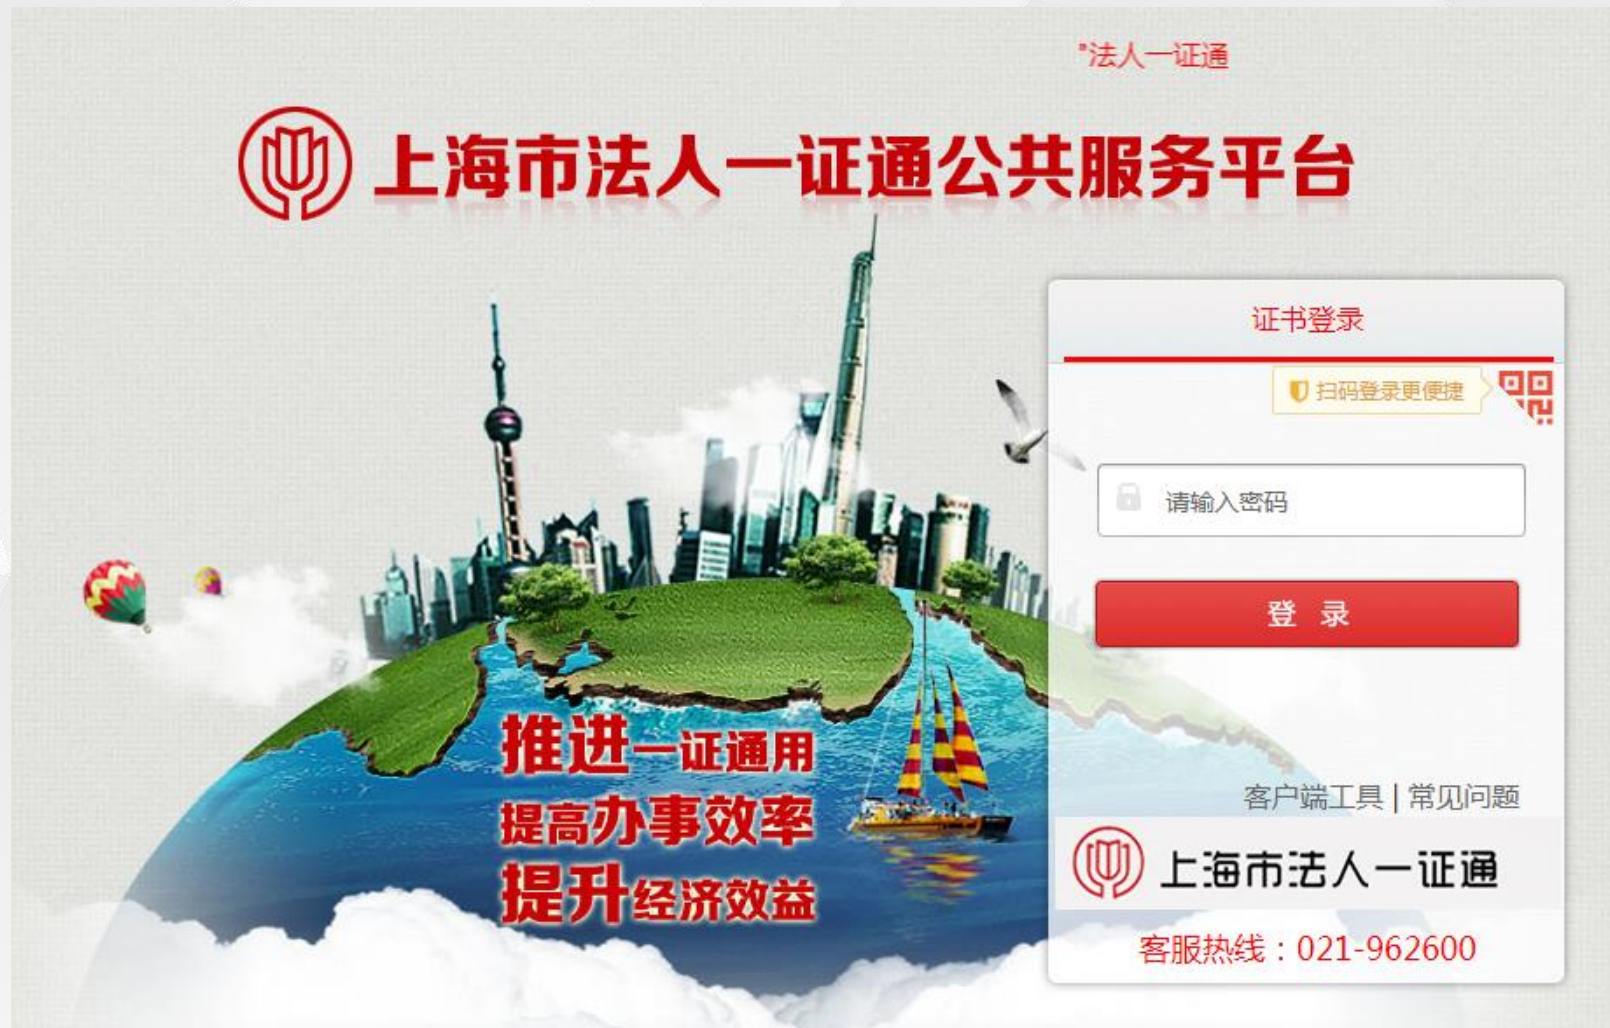 "法人一证通
上海市法人一证通公共服务平台
证书登录
扫码登录更便捷
请输入密码
登 录
推进一证通用
提高办事效率
提升经济效益
客户端工具 | 常见问题
上海市法人一证通
客服热线：021-962600